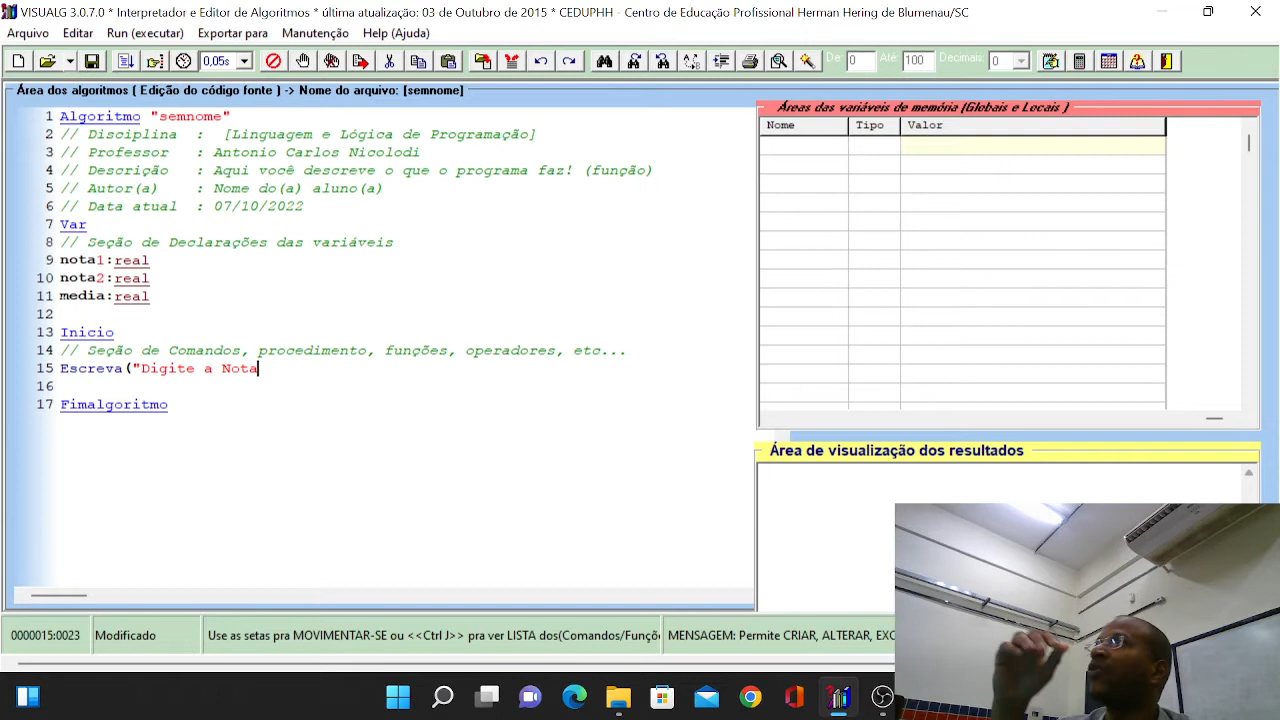 VISUALG 3.0.7.0 * Interpretador e Editor de Algoritmos * última atualização: 03 de Outubro de 2015 * CEDUPHH - Centro de Educação Profissional Herman Hering de Blumenau/SC
Arquivo Editar Run (executar) Exportar para Manutenção Help (Ajuda)
0,05s De 0 Até: 100 Decimais: 0
Área dos algoritmos ( Edição do código fonte ) -> Nome do arquivo: [semnome]
1 Algoritmo "semnome"
2 // Disciplina : [Linguagem e Lógica de Programação]
3 // Professor : Antonio Carlos Nicolodi
4 // Descrição : Aqui você descreve o que o programa faz! (função)
5 // Autor(a) : Nome do(a) aluno(a)
6 // Data atual : 07/10/2022
7 Var
8 // Seção de Declarações das variáveis
9 nota1:real
10 nota2:real
11 media:real
12
13 Inicio
14 // Seção de Comandos, procedimento, funções, operadores, etc...
15 Escreva("Digite a Nota
16
17 Fimalgoritmo
Áreas das variáveis de memória (Globais e Locais )
Nome Tipo Valor
Área de visualização dos resultados
0000015:0023 Modificado Use as setas pra MOVIMENTAR-SE ou <<Ctrl J>> pra ver LISTA dos(Comandos/Funçõe MENSAGEM: Permite CRIAR, ALTERAR, EXC